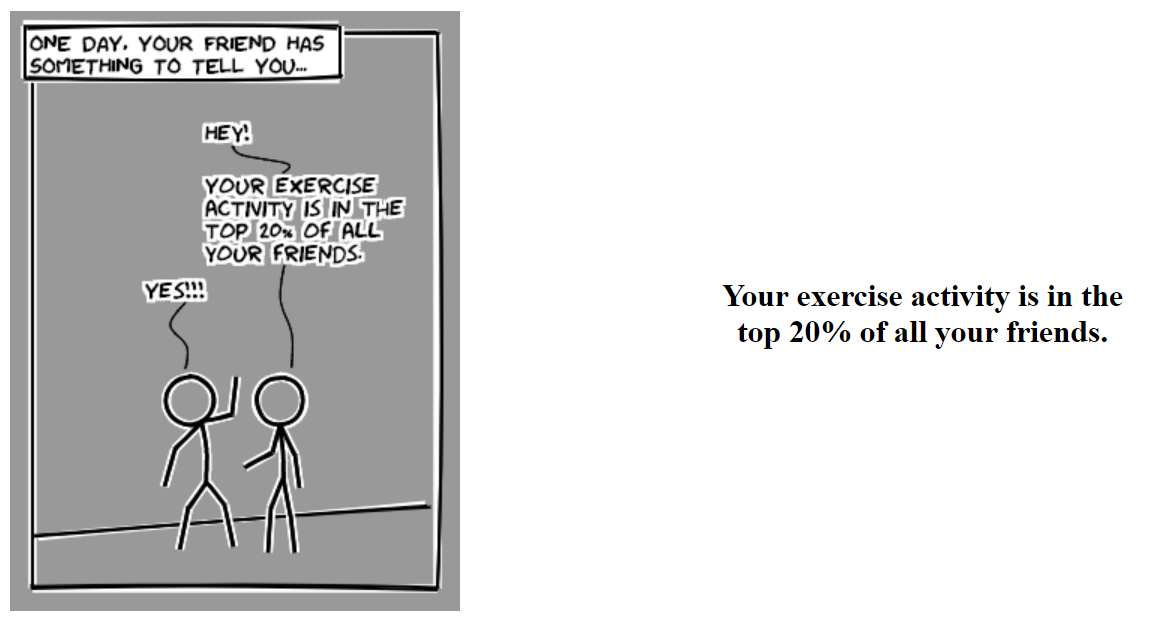 ONE DAY, YOUR FRIEND HAS
SOMETHING TO TELL YOU...
HEY!
YOUR EXERCISE
ACTIVITY IS IN THE
TOP 20% OF ALL
YOUR FRIENDS.
YES!!!
Your exercise activity is in the
top 20% of all your friends.